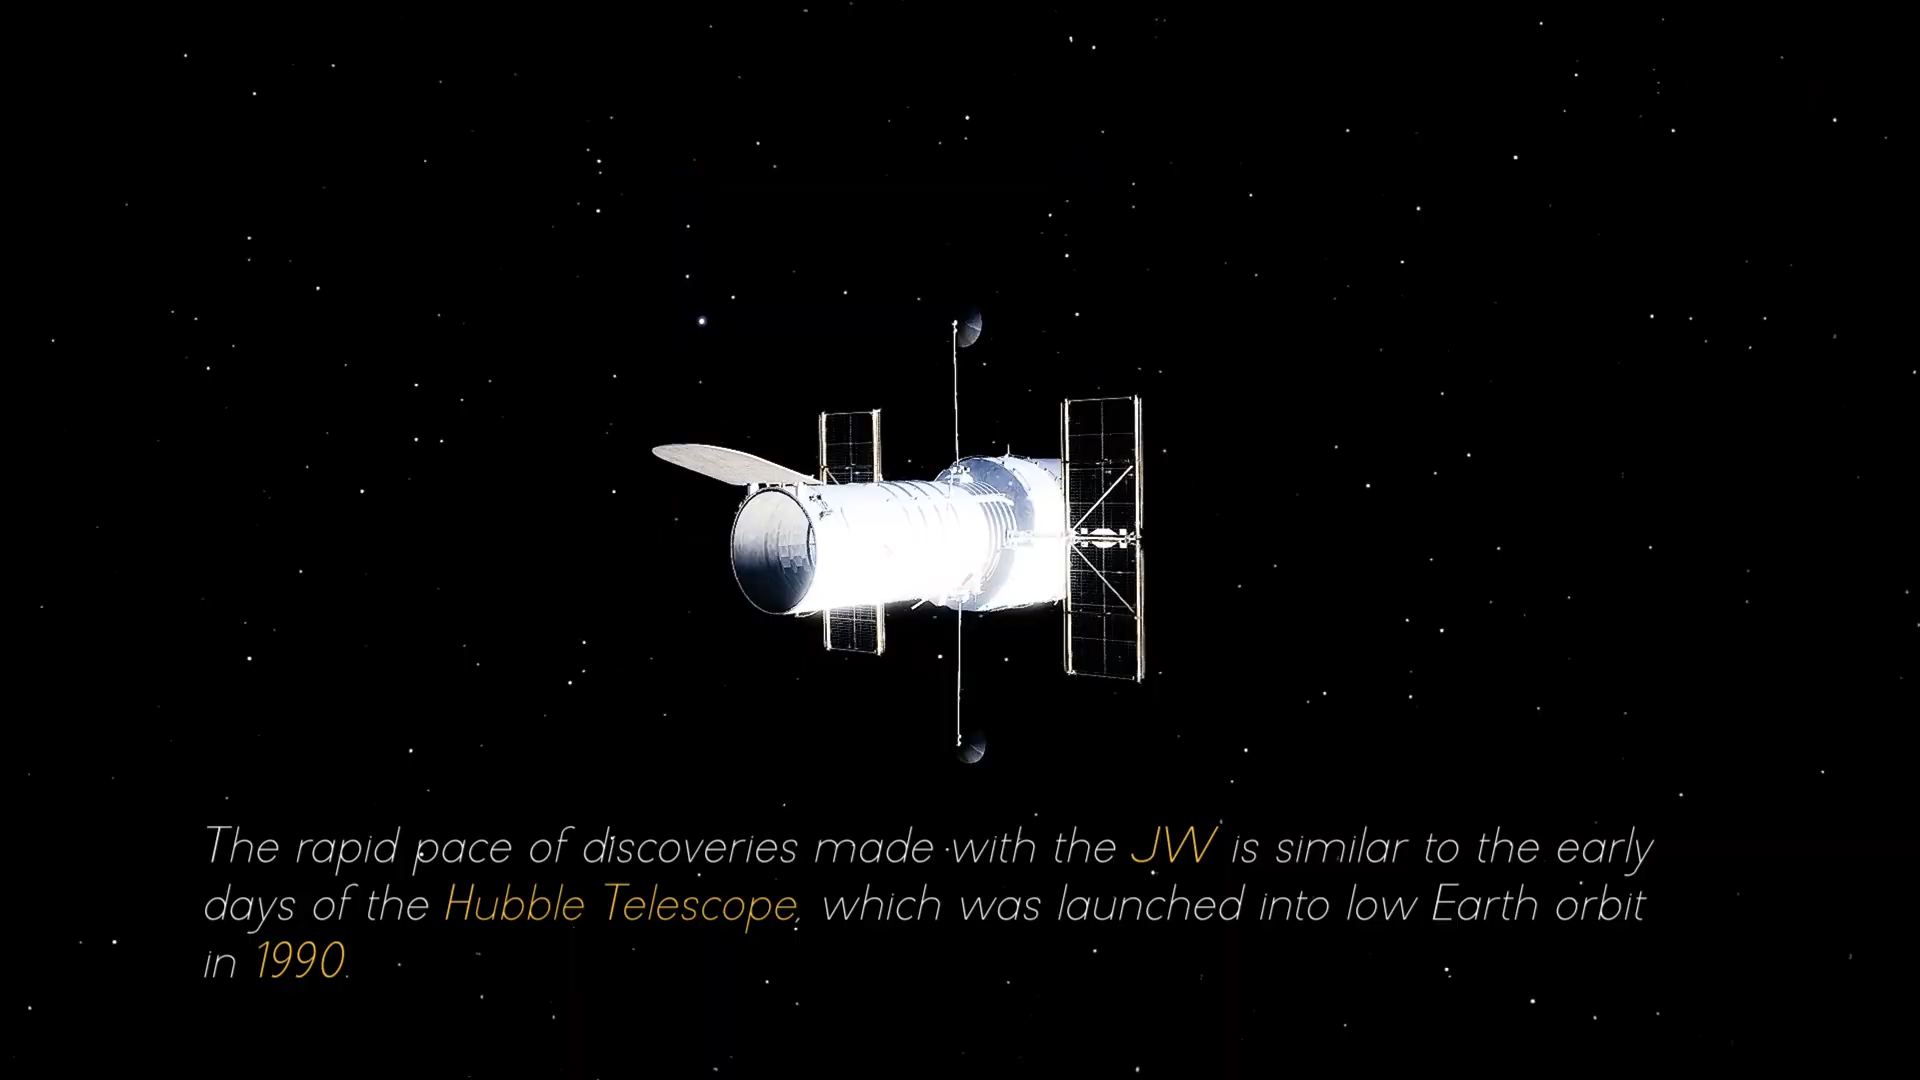 The rapid pace of discoveries made with the JW is similar to the early
days of the Hubble Telescope, which was launched into low Earth orbit
in 1990.